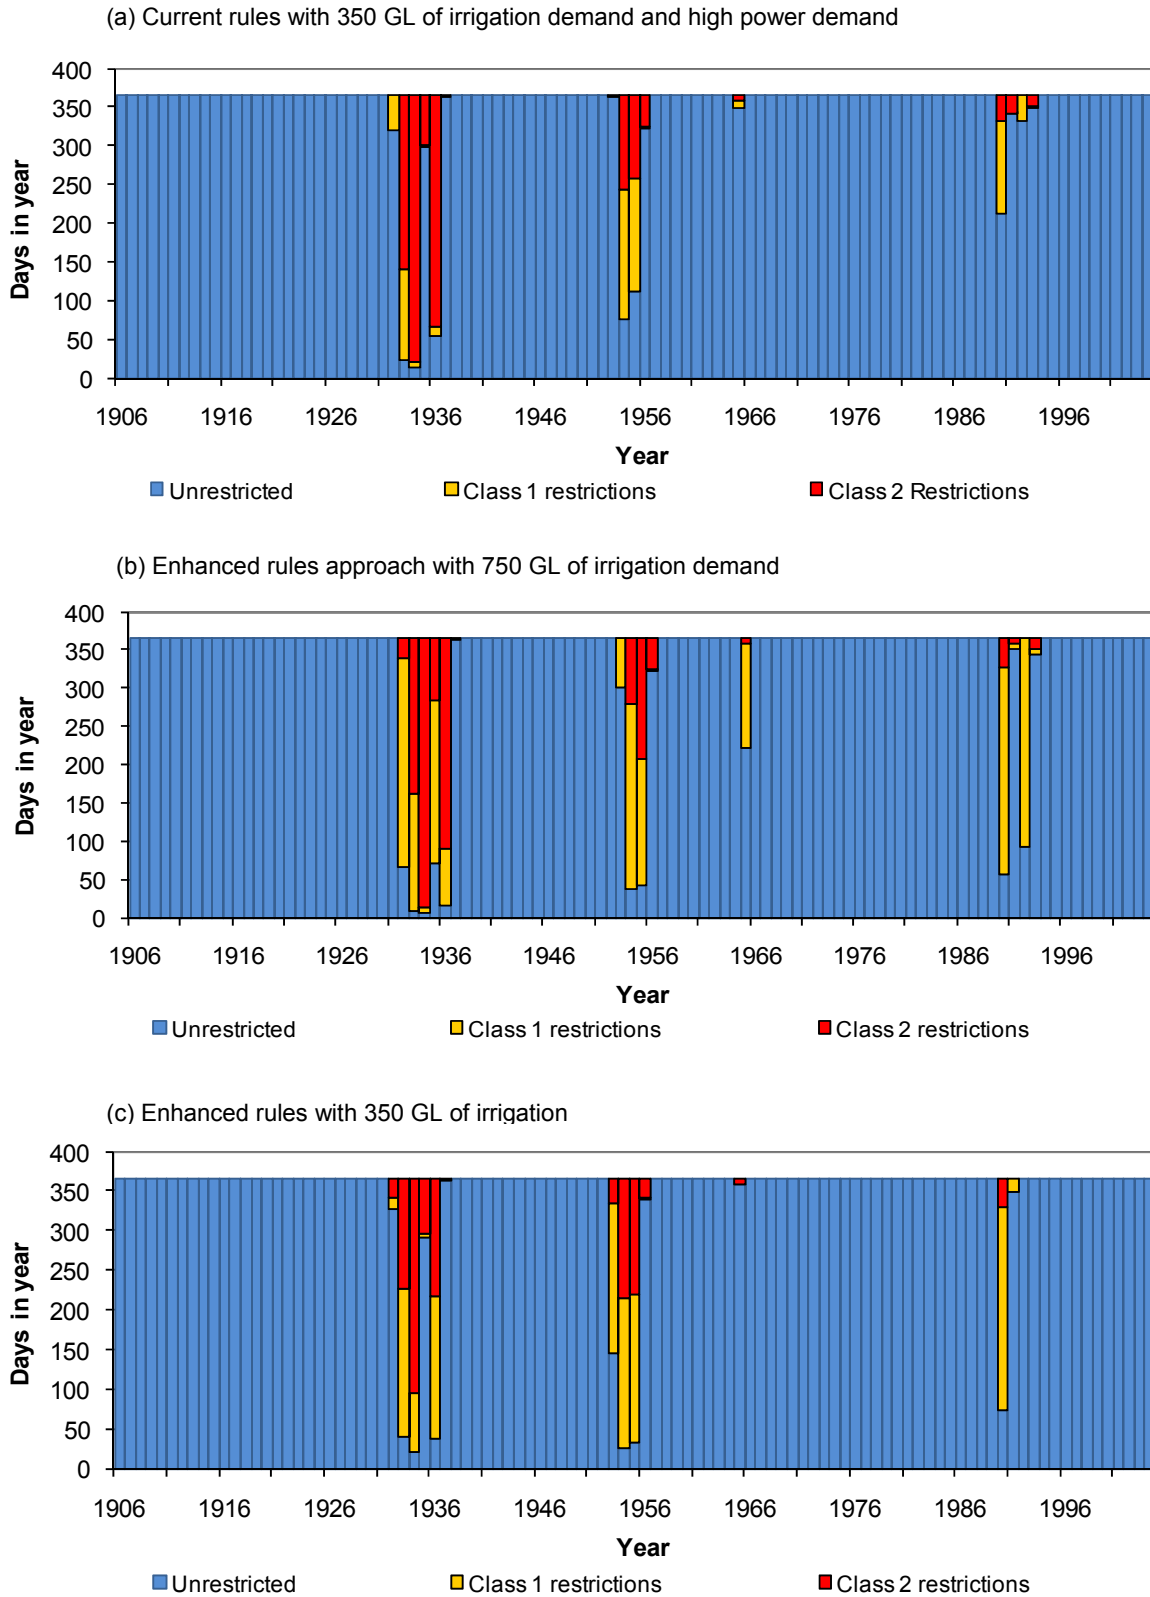 (a) Current rules with 350 GL of irrigation demand and high power demand
400
350
300
250
200
150
100
50
0
Days in year
1906 1916 1926 1936 1946 1956 1966 1976 1986 1996
Year
Unrestricted Class 1 restrictions Class 2 Restrictions
(b) Enhanced rules approach with 750 GL of irrigation demand
400
350
300
250
200
150
100
50
0
Days in year
1906 1916 1926 1936 1946 1956 1966 1976 1986 1996
Year
Unrestricted Class 1 restrictions Class 2 restrictions
(c) Enhanced rules with 350 GL of irrigation
400
350
300
250
200
150
100
50
0
Days in year
1906 1916 1926 1936 1946 1956 1966 1976 1986 1996
Year
Unrestricted Class 1 restrictions Class 2 restrictions